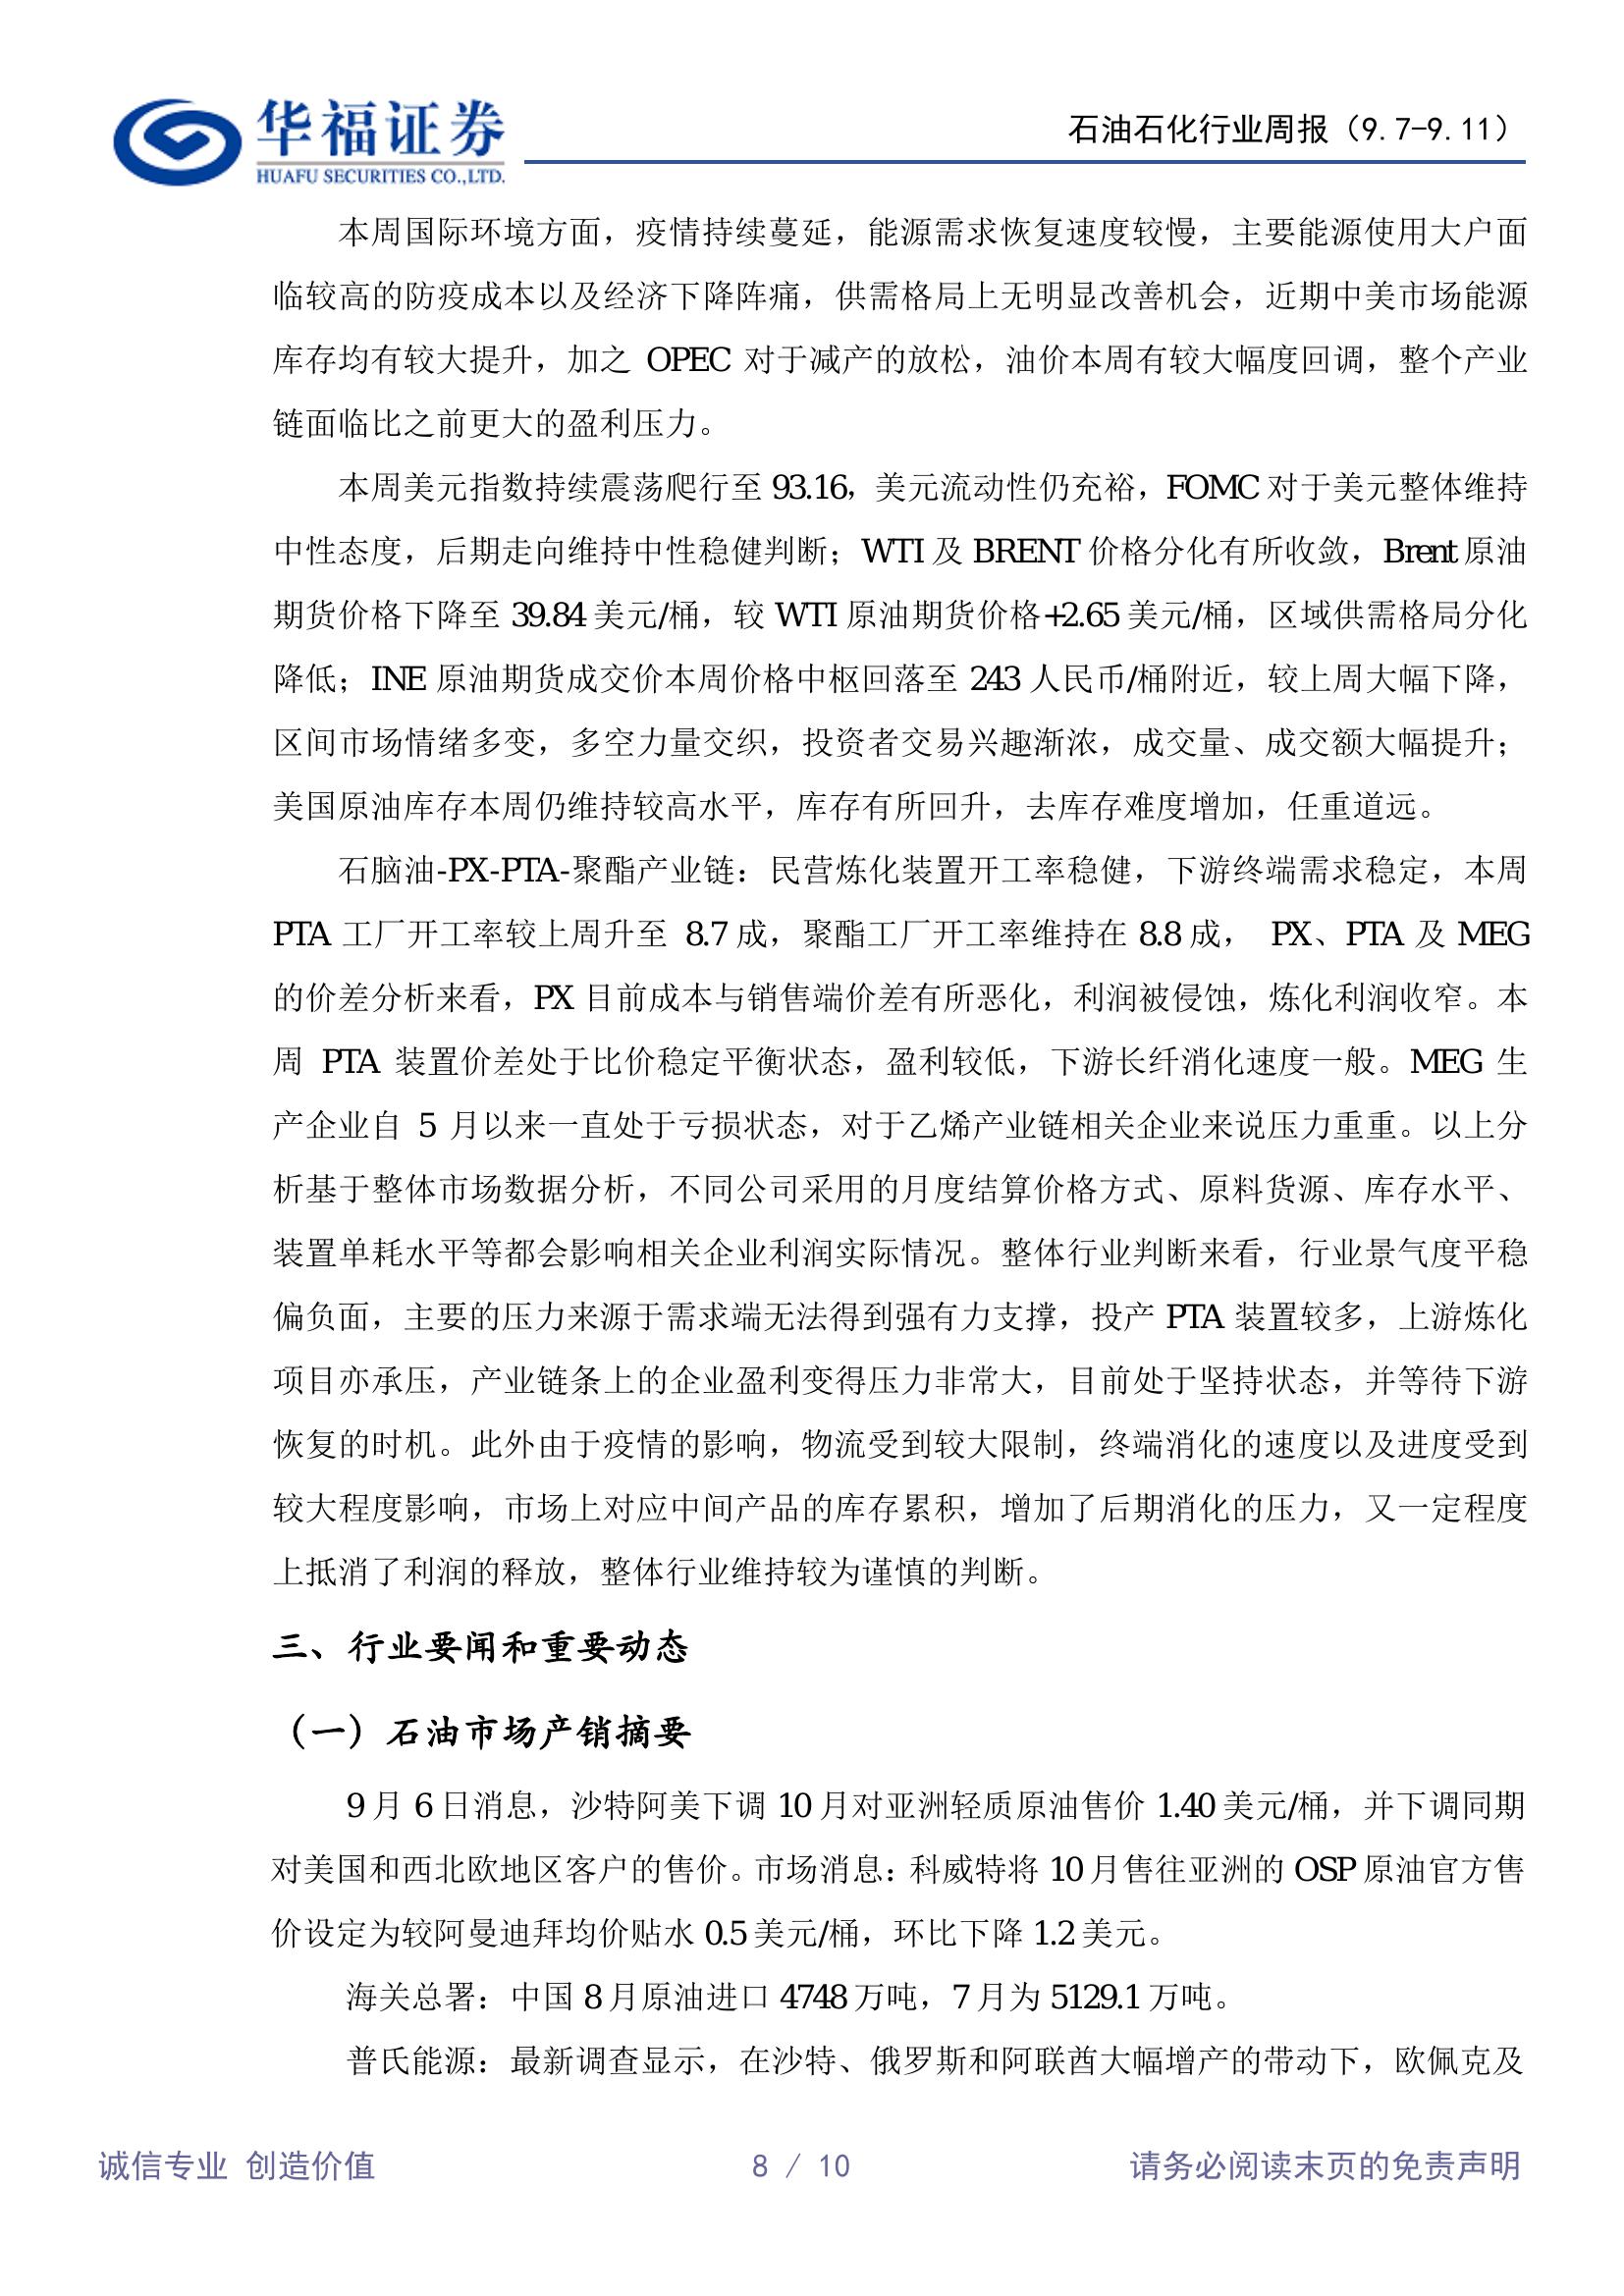 华福证券
HUAFU SECURITIES CO.,LTD.
石油石化行业周报（9.7-9.11）
本周国际环境方面，疫情持续蔓延，能源需求恢复速度较慢，主要能源使用大户面
临较高的防疫成本以及经济下降阵痛，供需格局上无明显改善机会，近期中美市场能源
库存均有较大提升，加之 OPEC 对于减产的放松，油价本周有较大幅度回调，整个产业
链面临比之前更大的盈利压力。
本周美元指数持续震荡爬行至 93.16，美元流动性仍充裕，FOMC 对于美元整体维持
中性态度，后期走向维持中性稳健判断；WTI 及 BRENT 价格分化有所收敛，Brent 原油
期货价格下降至 39.84 美元/桶，较 WTI 原油期货价格+2.65 美元/桶，区域供需格局分化
降低；INE 原油期货成交价本周价格中枢回落至 243 人民币/桶附近，较上周大幅下降，
区间市场情绪多变，多空力量交织，投资者交易兴趣渐浓，成交量、成交额大幅提升；
美国原油库存本周仍维持较高水平，库存有所回升，去库存难度增加，任重道远。
石脑油-PX-PTA-聚酯产业链：民营炼化装置开工率稳健，下游终端需求稳定，本周
PTA 工厂开工率较上周升至 8.7 成，聚酯工厂开工率维持在 8.8 成， PX、PTA 及 MEG
的价差分析来看，PX 目前成本与销售端价差有所恶化，利润被侵蚀，炼化利润收窄。本
周 PTA 装置价差处于比价稳定平衡状态，盈利较低，下游长纤消化速度一般。MEG 生
产企业自 5 月以来一直处于亏损状态，对于乙烯产业链相关企业来说压力重重。以上分
析基于整体市场数据分析，不同公司采用的月度结算价格方式、原料货源、库存水平、
装置单耗水平等都会影响相关企业利润实际情况。整体行业判断来看，行业景气度平稳
偏负面，主要的压力来源于需求端无法得到强有力支撑，投产 PTA 装置较多，上游炼化
项目亦承压，产业链条上的企业盈利变得压力非常大，目前处于坚持状态，并等待下游
恢复的时机。此外由于疫情的影响，物流受到较大限制，终端消化的速度以及进度受到
较大程度影响，市场上对应中间产品的库存累积，增加了后期消化的压力，又一定程度
上抵消了利润的释放，整体行业维持较为谨慎的判断。
三、行业要闻和重要动态
（一）石油市场产销摘要
9 月 6 日消息，沙特阿美下调 10 月对亚洲轻质原油售价 1.40 美元/桶，并下调同期
对美国和西北欧地区客户的售价。市场消息：科威特将 10 月售往亚洲的 OSP 原油官方售
价设定为较阿曼迪拜均价贴水 0.5 美元/桶，环比下降 1.2 美元。
海关总署：中国 8 月原油进口 4748 万吨，7 月为 5129.1 万吨。
普氏能源：最新调查显示，在沙特、俄罗斯和阿联酋大幅增产的带动下，欧佩克及
诚信专业 创造价值
8 / 10
请务必阅读末页的免责声明